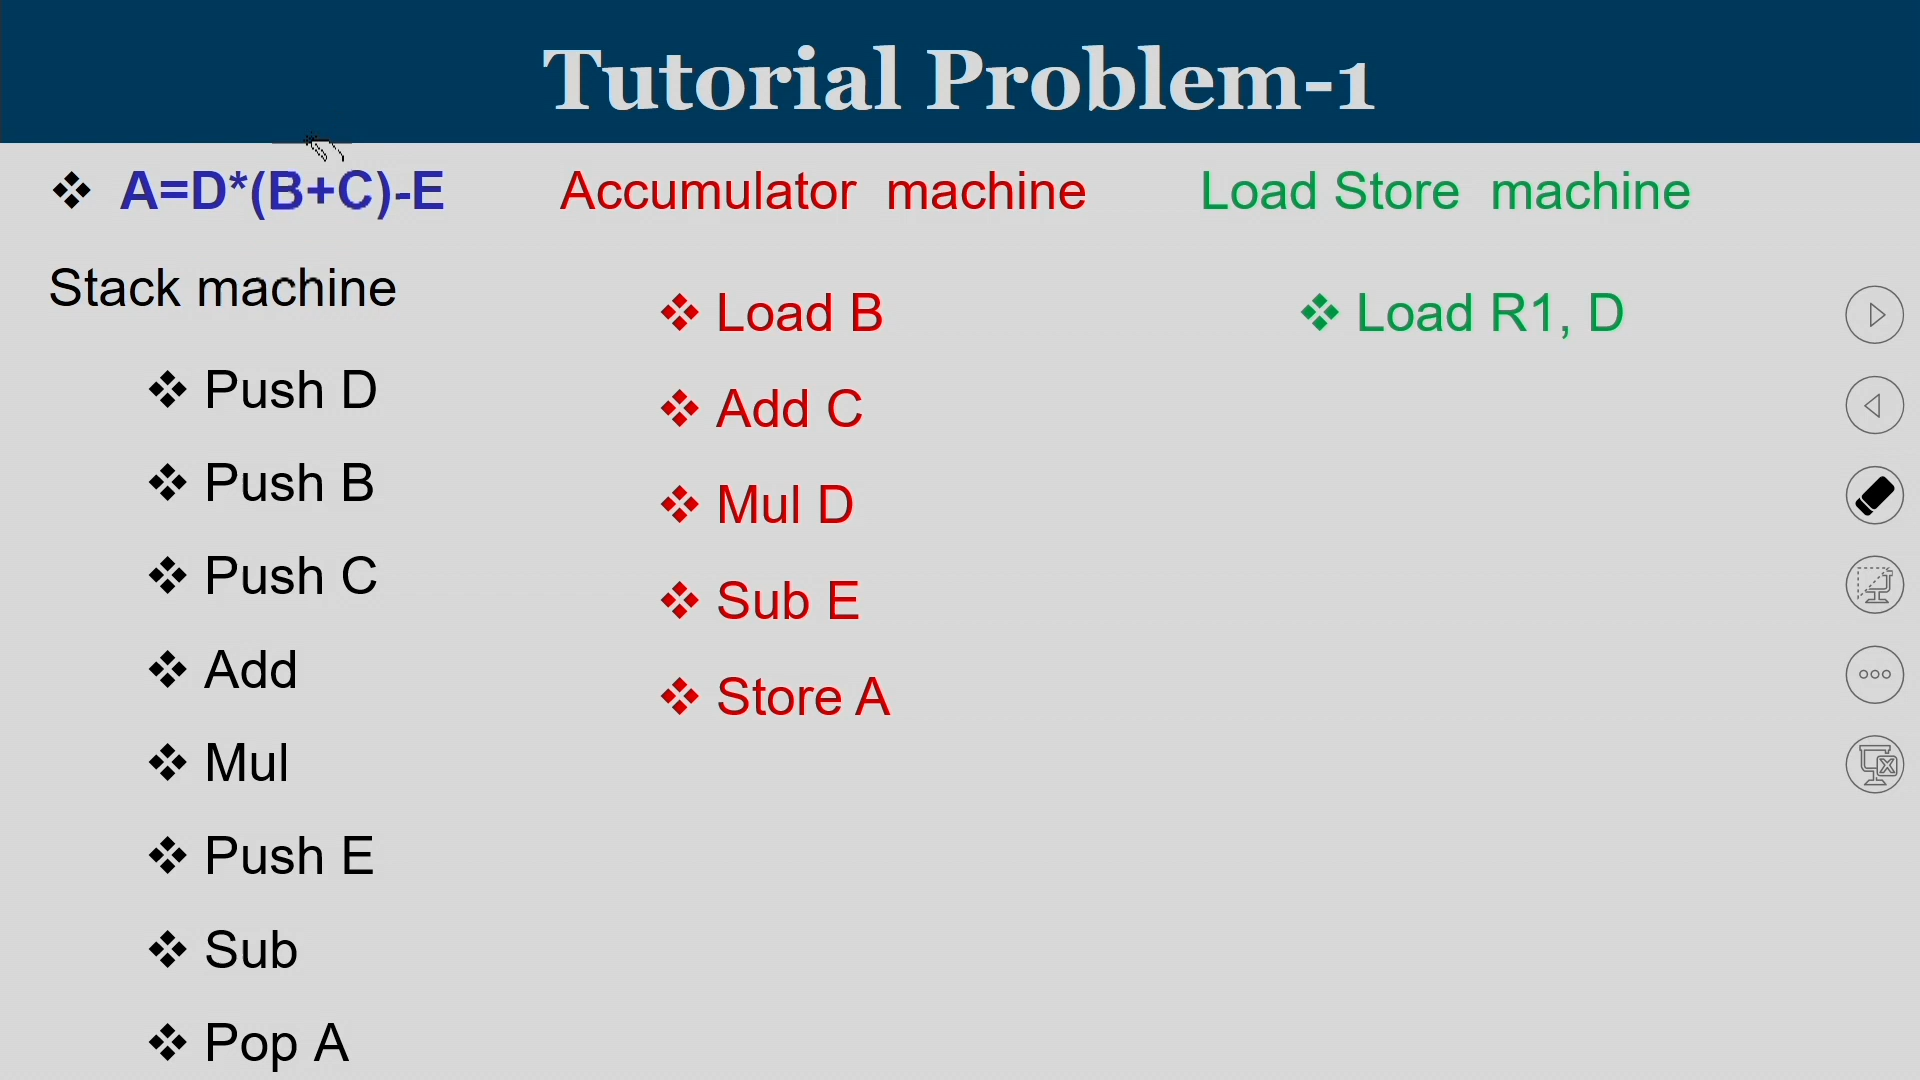 Tutorial Problem-1
A=D*(B+C)-E
Stack machine
Push D
Push B
Push C
Add
Mul
Push E
Sub
Pop A
Accumulator machine
Load B
Add C
Mul D
Sub E
Store A
Load Store machine
Load R1, D